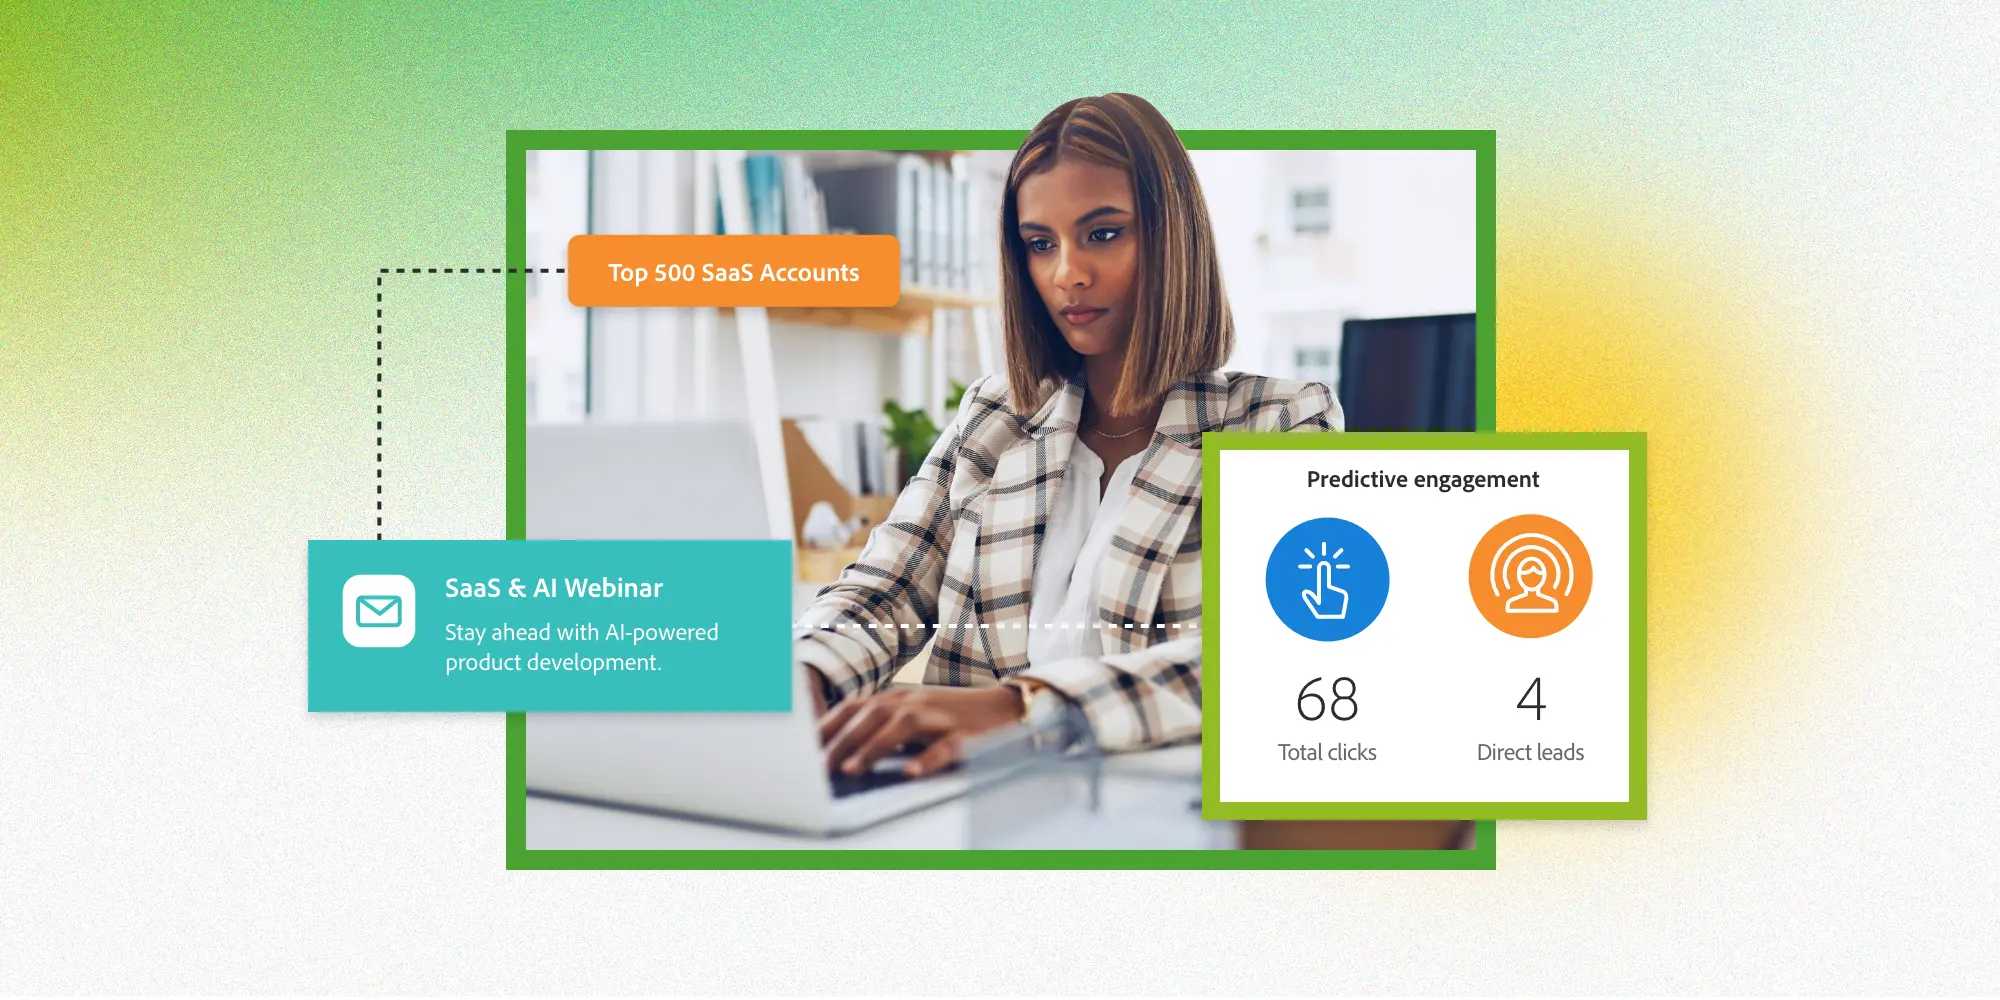 Top 500 SaaS Accounts
SaaS & AI Webinar
Stay ahead with AI-powered
product development.
Predictive engagement
68
Total clicks
4
Direct leads